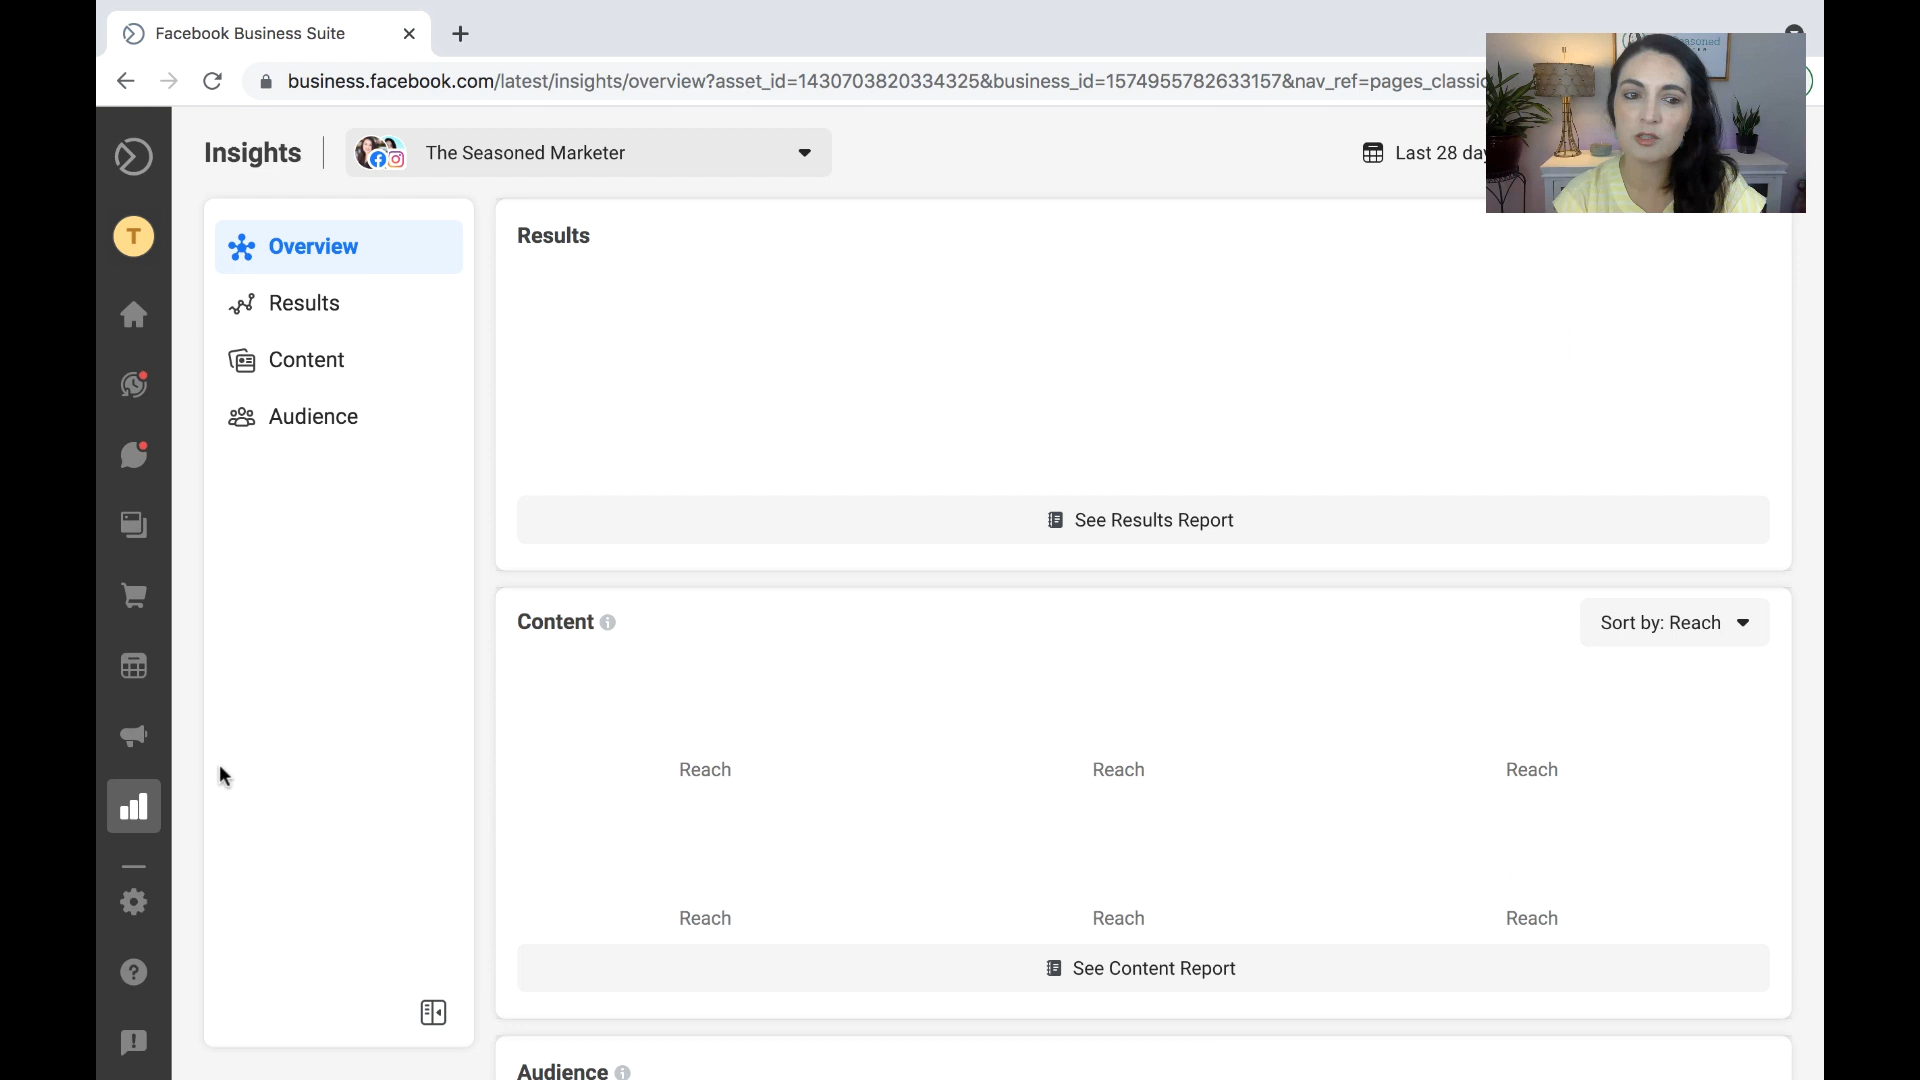 Facebook Business Suite
business.facebook.com/latest/insights/overview?asset_id=1430703820334325&business_id=1574955782633157&nav_ref=pages_classic
Insights
The Seasoned Marketer
Last 28 day
T
Overview
Results
Content
Audience
Results
See Results Report
Content
Sort by: Reach
Reach
Reach
Reach
Reach
Reach
Reach
See Content Report
Audience